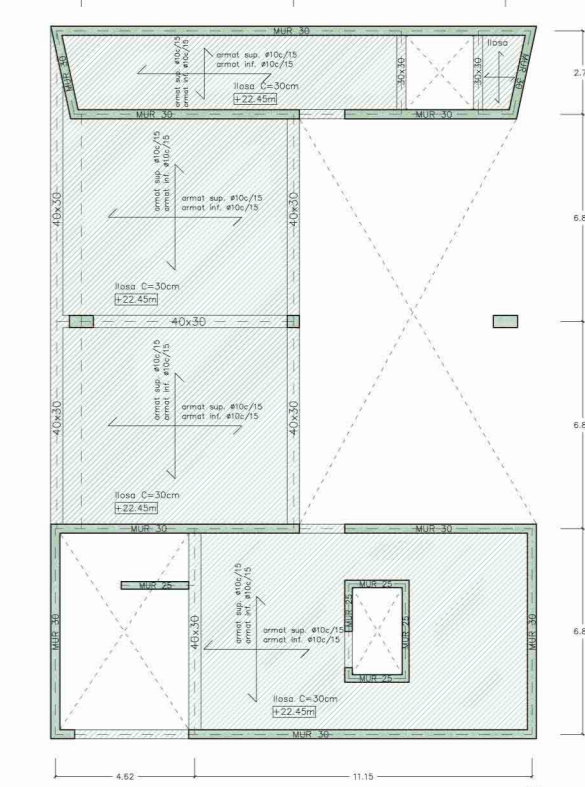 MUR 30
MUR 30
armat sup. ø10c/15
armat inf. ø10c/15
armat sup. ø10c/15
armat inf. ø10c/15
llosa C=30cm
+22.45m
30x30
30x30
llosa
MUR 30
MUR 30
MUR 30
40x30
armat sup. ø10c/15
armat inf. ø10c/15
armat sup. ø10c/15
armat inf. ø10c/15
40x30
llosa C=30cm
+22.45m
6.8
40x30
40x30
armat sup. ø10c/15
armat inf. ø10c/15
armat sup. ø10c/15
armat inf. ø10c/15
40x30
llosa C=30cm
+22.45m
6.8
MUR 30
MUR 30
MUR 25
MUR 30
40x30
armat sup. ø10c/15
armat inf. ø10c/15
armat sup. ø10c/15
armat inf. ø10c/15
MUR 25
MUR 25
MUR 25
MUR 25
MUR 30
6.8
llosa C=30cm
+22.45m
MUR 30
4.62
11.15